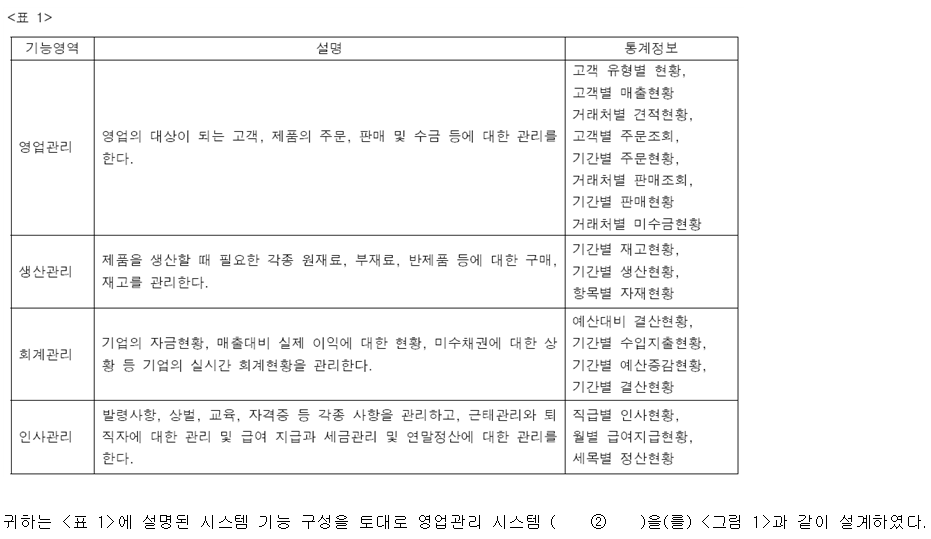 <표 1>
기능영역 설명 통계정보
영업관리
영업의 대상이 되는 고객, 제품의 주문, 판매 및 수금 등에 대한 관리를
한다.
고객 유형별 현황,
고객별 매출현황
거래처별 견적현황,
고객별 주문조회,
기간별 주문현황,
거래처별 판매조회,
기간별 판매현황
거래처별 미수금현황
생산관리
제품을 생산할 때 필요한 각종 원재료, 부재료, 반제품 등에 대한 구매,
재고를 관리한다.
기간별 재고현황,
기간별 생산현황,
항목별 자재현황
회계관리
기업의 자금현황, 매출대비 실제 이익에 대한 현황, 미수채권에 대한 상
황 등 기업의 실시간 회계현황을 관리한다.
예산대비 결산현황,
기간별 수입지출현황,
기간별 예산증감현황,
기간별 결산현황
인사관리
발령사항, 상벌, 교육, 자격증 등 각종 사항을 관리하고, 근태관리와 퇴
직자에 대한 관리 및 급여 지급과 세금관리 및 연말정산에 대한 관리를
한다.
직급별 인사현황,
월별 급여지급현황,
세목별 정산현황
귀하는 <표 1>에 설명된 시스템 기능 구성을 토대로 영업관리 시스템 ( ② )을(를) <그림 1>과 같이 설계하였다.